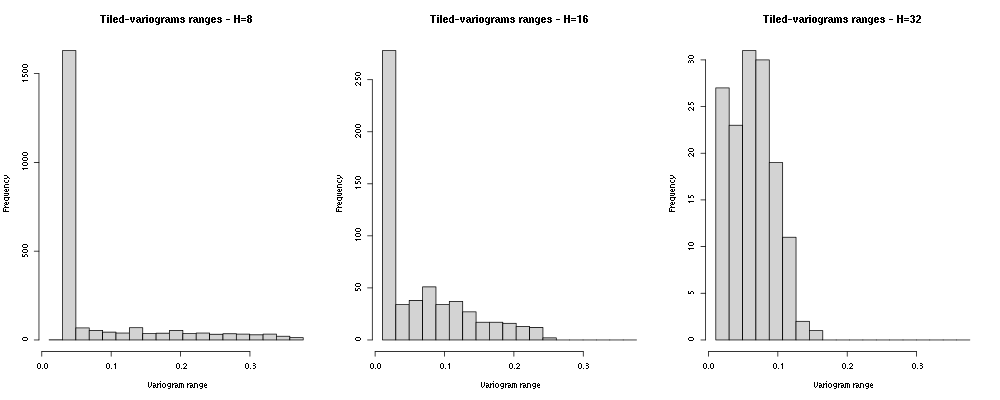 Tiled-variograms ranges - H=8
Tiled-variograms ranges - H=16
Tiled-variograms ranges - H=32
Frequency
1500
1000
500
0
0.0 0.1 0.2 0.3
Variogram range
Frequency
250
200
150
100
50
0
0.0 0.1 0.2 0.3
Variogram range
Frequency
30
25
20
15
10
5
0
0.0 0.1 0.2 0.3
Variogram range